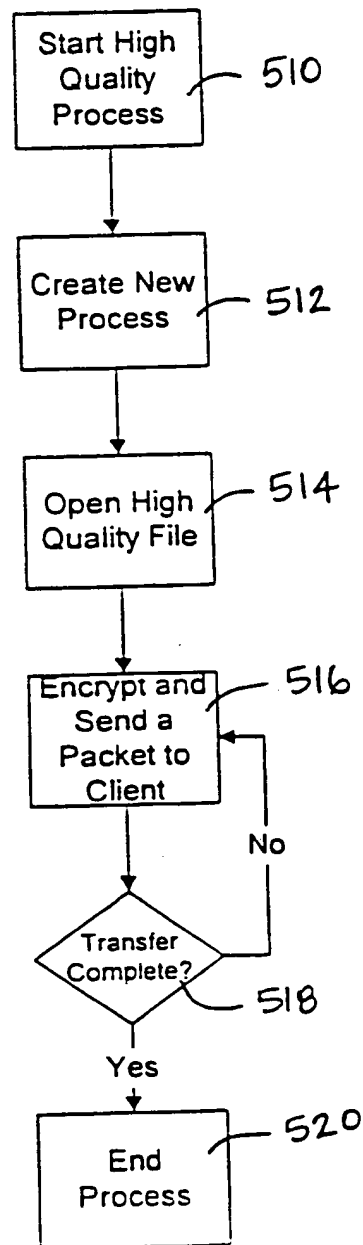 Start High
Quality
Process
510
Create New
Process
512
Open High
Quality File
514
Encrypt and
Send a
Packet to
Client
516
No
Transfer
Complete?
518
Yes
End
Process
520